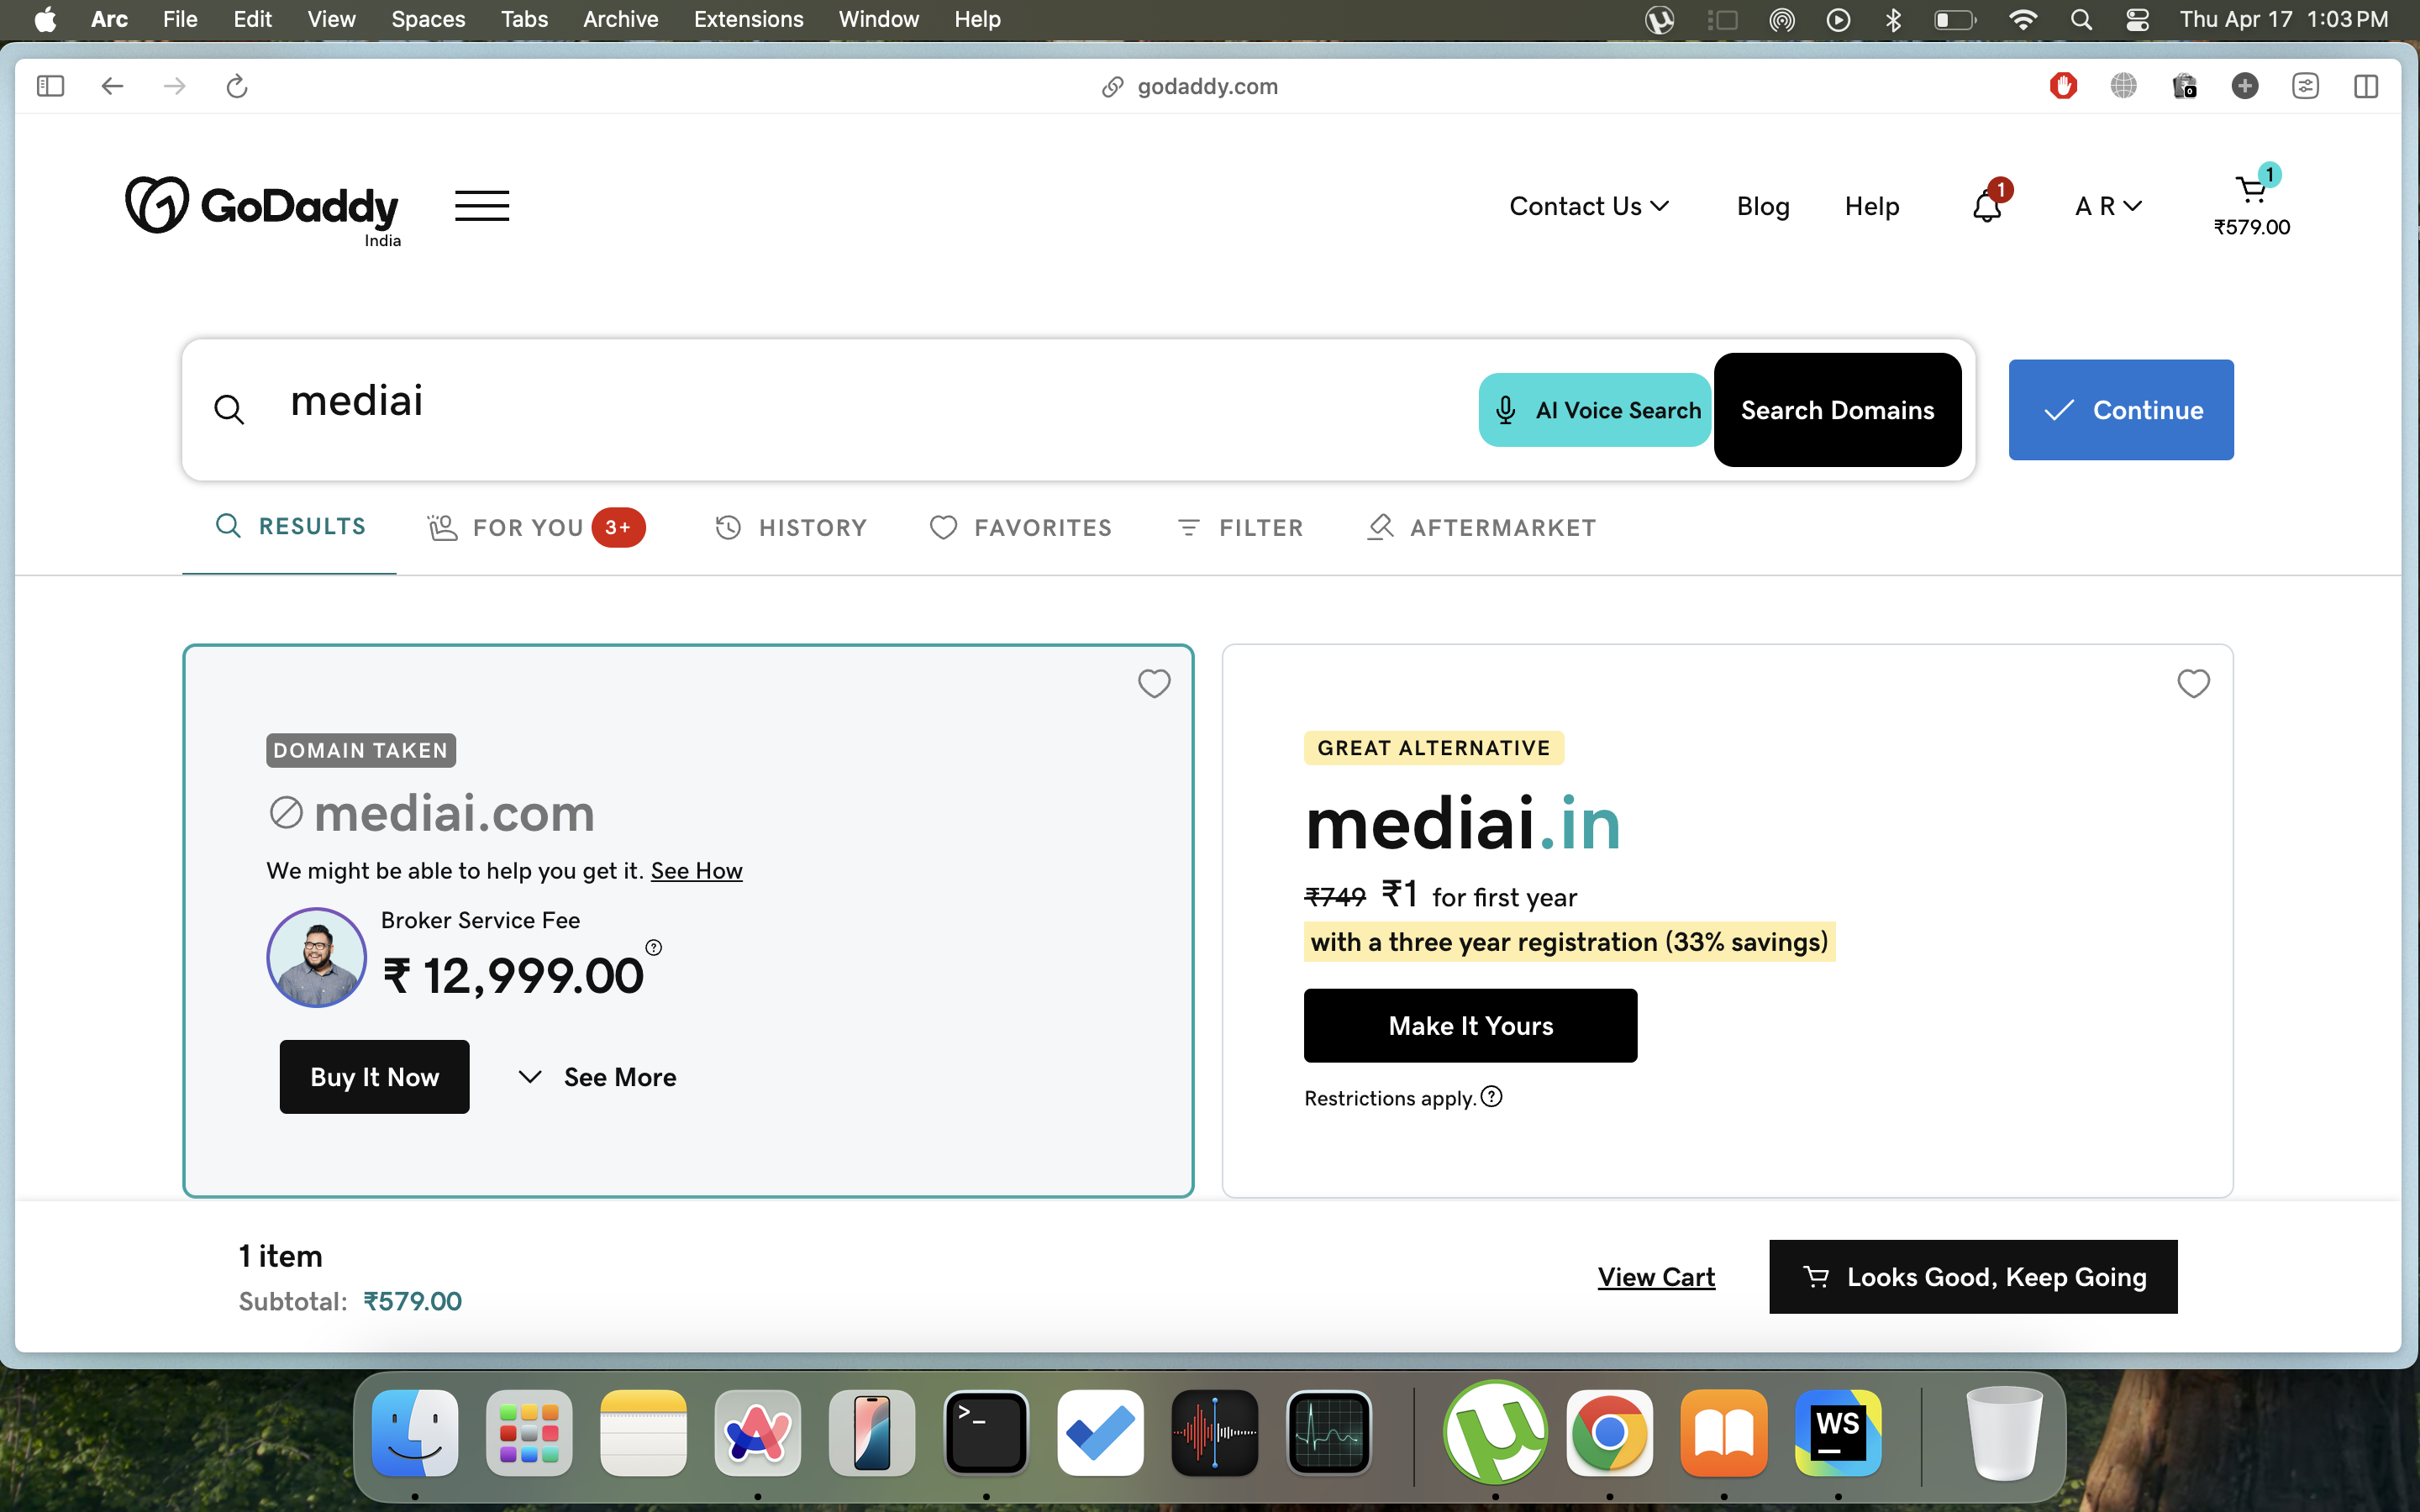 Arc File Edit View Spaces Tabs Archive Extensions Window Help Thu Apr 17 1:03 PM
godaddy.com
GoDaddy
India
Contact Us Blog Help 1 A R 1
₹579.00
mediai
AI Voice Search Search Domains Continue
RESULTS FOR YOU 3+ HISTORY FAVORITES FILTER AFTERMARKET
DOMAIN TAKEN
mediai.com
We might be able to help you get it. See How
Broker Service Fee
₹ 12,999.00
Buy It Now See More
GREAT ALTERNATIVE
mediai.in
₹749 ₹1 for first year
with a three year registration (33% savings)
Make It Yours
Restrictions apply.
1 item
Subtotal: ₹579.00
View Cart Looks Good, Keep Going
WS